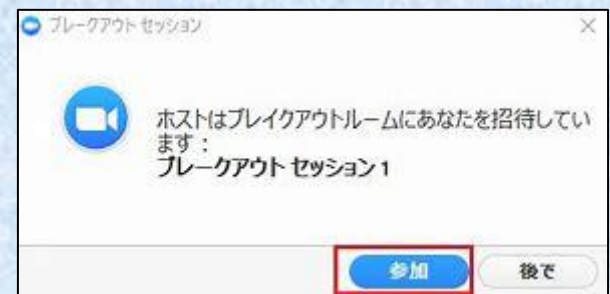 ブレークアウト セッション
ホストはブレイクアウトルームにあなたを招待してい
ます：
ブレークアウト セッション 1
参加
後で